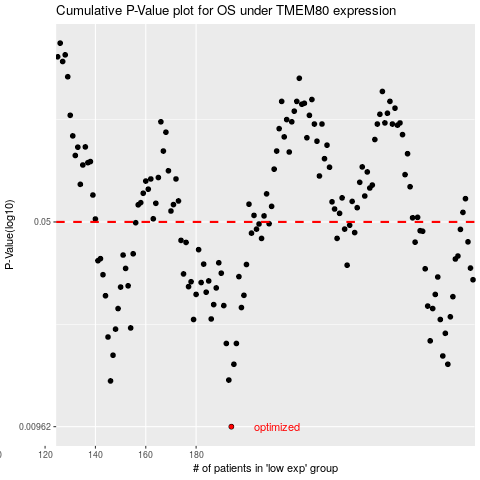 Cumulative P-Value plot for OS under TMEM80 expression
P-Value(log10)
0.05
0.00962
optimized
0 120 140 160 180
# of patients in 'low exp' group